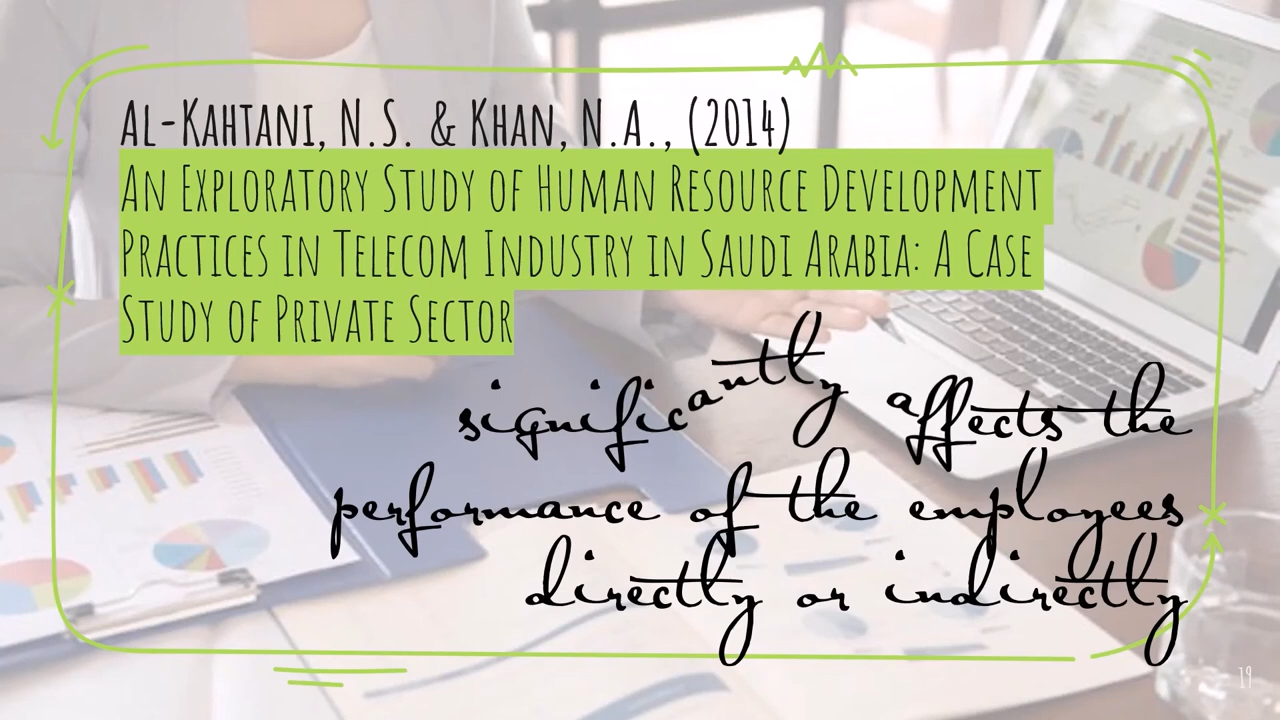 Al-Kahtani, N.S. & Khan, N.A., (2014)
An Exploratory Study of Human Resource Development
Practices in Telecom Industry in Saudi Arabia: A Case
Study of Private Sector
significantly affects the
performance of the employees
directly or indirectly
19